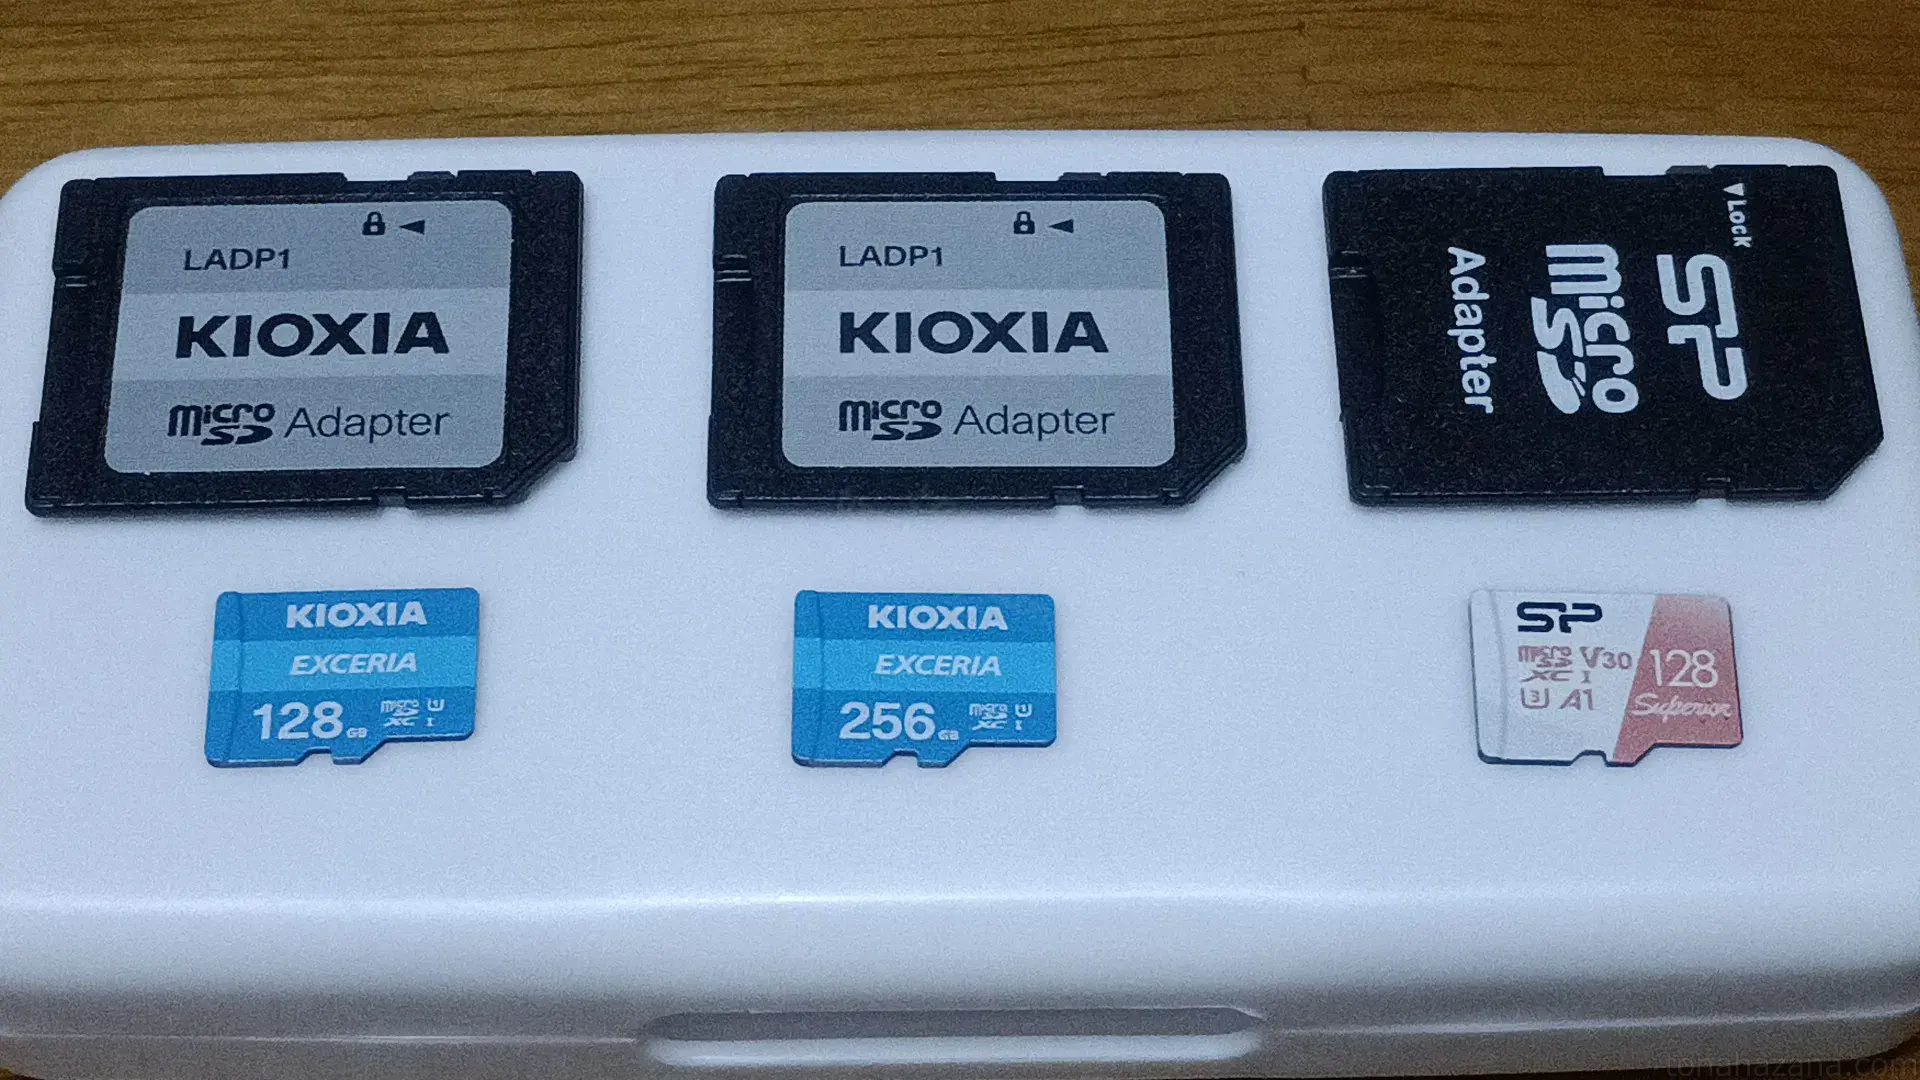 LADP1
KIOXIA
micro SD Adapter
LADP1
KIOXIA
micro SD Adapter
Lock
SP
micro SD
Adapter
KIOXIA
EXCERIA
128GB micro SD XC I U1
KIOXIA
EXCERIA
256GB micro SD XC I U1
SP
micro SD XC I V30
U3 A1
128
Superior
tonahazana.com